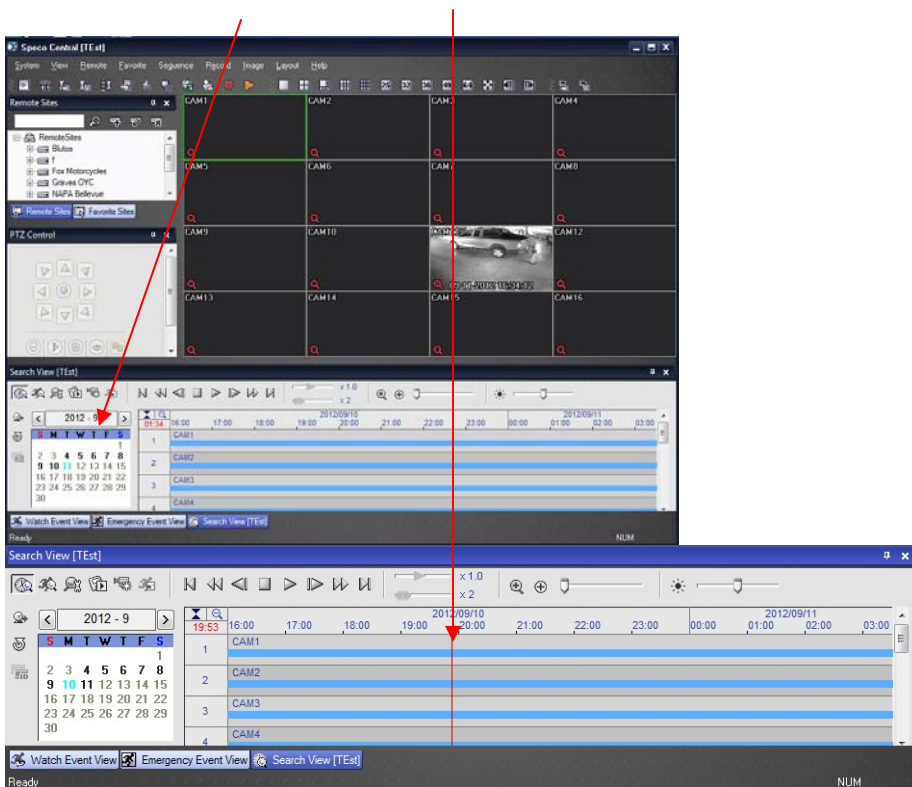 Speco Central [TEst]
System View Remote Favorite Sequence Record Image Layout Help
Remote Sites
RemoteSites
Blutos
f
Fox Motorcycles
Graves OYC
NAPA Bellevue
Remote Sites Favorite Sites
PTZ Control
CAM1 CAM2 CAM3 CAM4
CAM5 CAM6 CAM7 CAM8
CAM9 CAM10 CAM12
CAM13 CAM14 CAM15 CAM16
Search View [TEst]
x 1.0
x 2
2012 - 9
S M T W T F S
1
2 3 4 5 6 7 8
9 10 11 12 13 14 15
16 17 18 19 20 21 22
23 24 25 26 27 28 29
30
2012/09/10 2012/09/11
01:34 16:00 17:00 18:00 19:00 20:00 21:00 22:00 23:00 00:00 01:00 02:00 03:00
1 CAM1
2 CAM2
3 CAM3
4 CAM4
Watch Event View Emergency Event View Search View [TEst]
Ready NUM
Search View [TEst]
x 1.0
x 2
2012 - 9
S M T W T F S
1
2 3 4 5 6 7 8
9 10 11 12 13 14 15
16 17 18 19 20 21 22
23 24 25 26 27 28 29
30
EID
2012/09/10 2012/09/11
19:53 16:00 17:00 18:00 19:00 20:00 21:00 22:00 23:00 00:00 01:00 02:00 03:00
1 CAM1
2 CAM2
3 CAM3
4 CAM4
Watch Event View Emergency Event View Search View [TEst]
Ready NUM